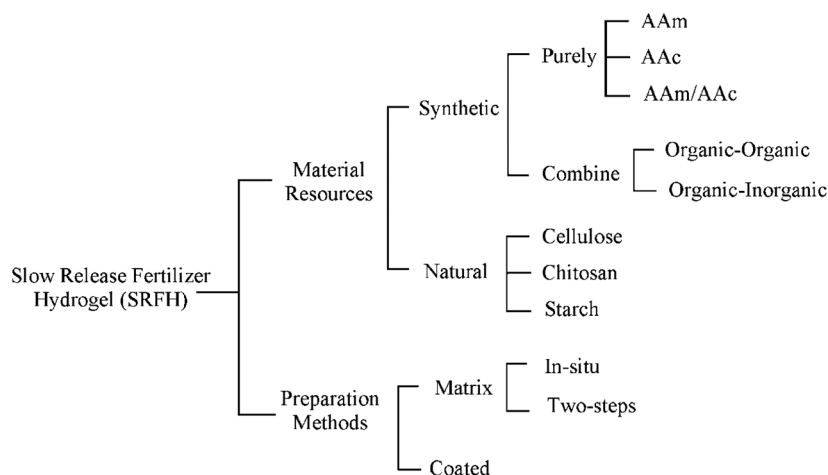 Slow Release Fertilizer
Hydrogel (SRFH)
Material
Resources
Synthetic
Purely
AAm
AAc
AAm/AAc
Combine
Organic-Organic
Organic-Inorganic
Natural
Cellulose
Chitosan
Starch
Preparation
Methods
Matrix
In-situ
Two-steps
Coated